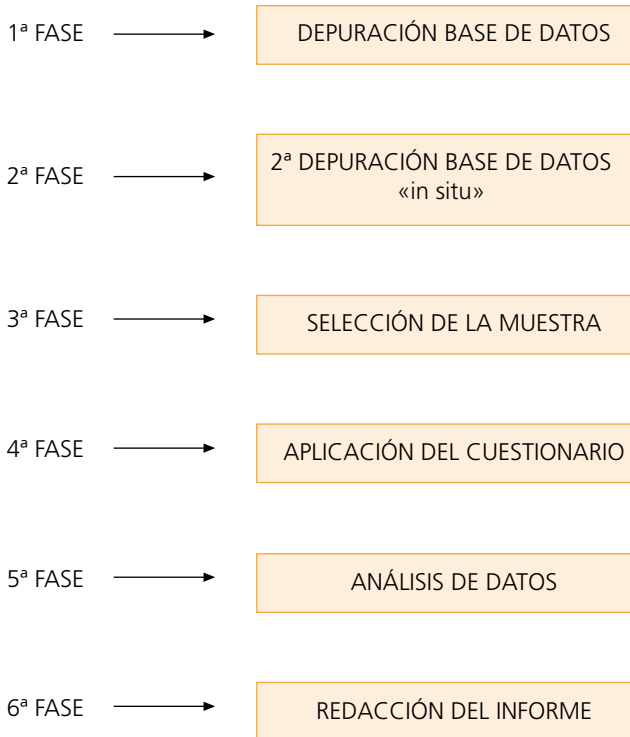 1ª FASE
DEPURACIÓN BASE DE DATOS
2ª FASE
2ª DEPURACIÓN BASE DE DATOS
«in situ»
3ª FASE
SELECCIÓN DE LA MUESTRA
4ª FASE
APLICACIÓN DEL CUESTIONARIO
5ª FASE
ANÁLISIS DE DATOS
6ª FASE
REDACCIÓN DEL INFORME